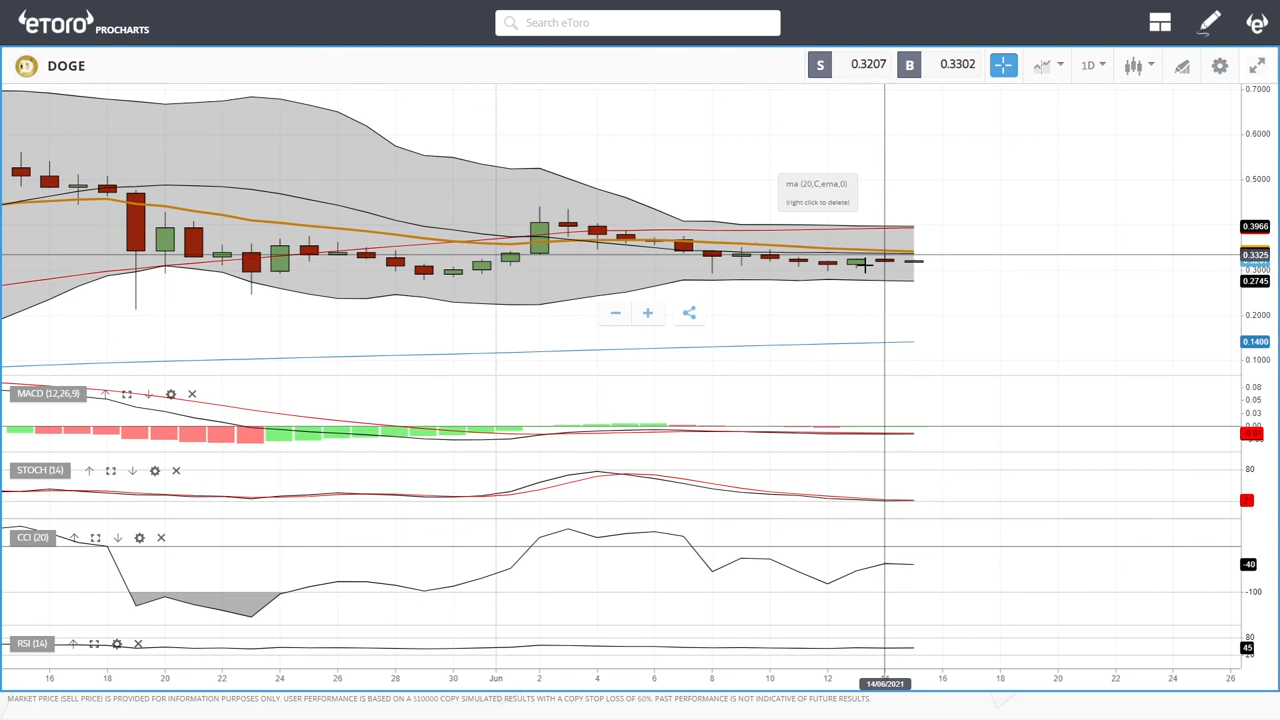 eToro PROCHARTS
Search eToro
DOGE
S 0.3207 B 0.3302
1D
ma (20,C,ema,0)
(right click to delete)
0.7000
0.6000
0.5000
0.3966
0.3325
0.3000
0.2745
0.2000
0.1400
0.1000
MACD (12,26,9)
0.08
0.05
0.03
0.00
STOCH (14)
80
CCI (20)
-40
-100
RSI (14)
80
45
16 18 20 22 24 26 28 30 Jun 2 4 6 8 10 12 16 18 20 22 24 26
14/06/2021
MARKET PRICE (SELL PRICE) IS PROVIDED FOR INFORMATION PURPOSES ONLY. USER PERFORMANCE IS BASED ON A $10000 COPY SIMULATED RESULTS WITH A COPY STOP LOSS OF 60%. PAST PERFORMANCE IS NOT INDICATIVE OF FUTURE RESULTS.